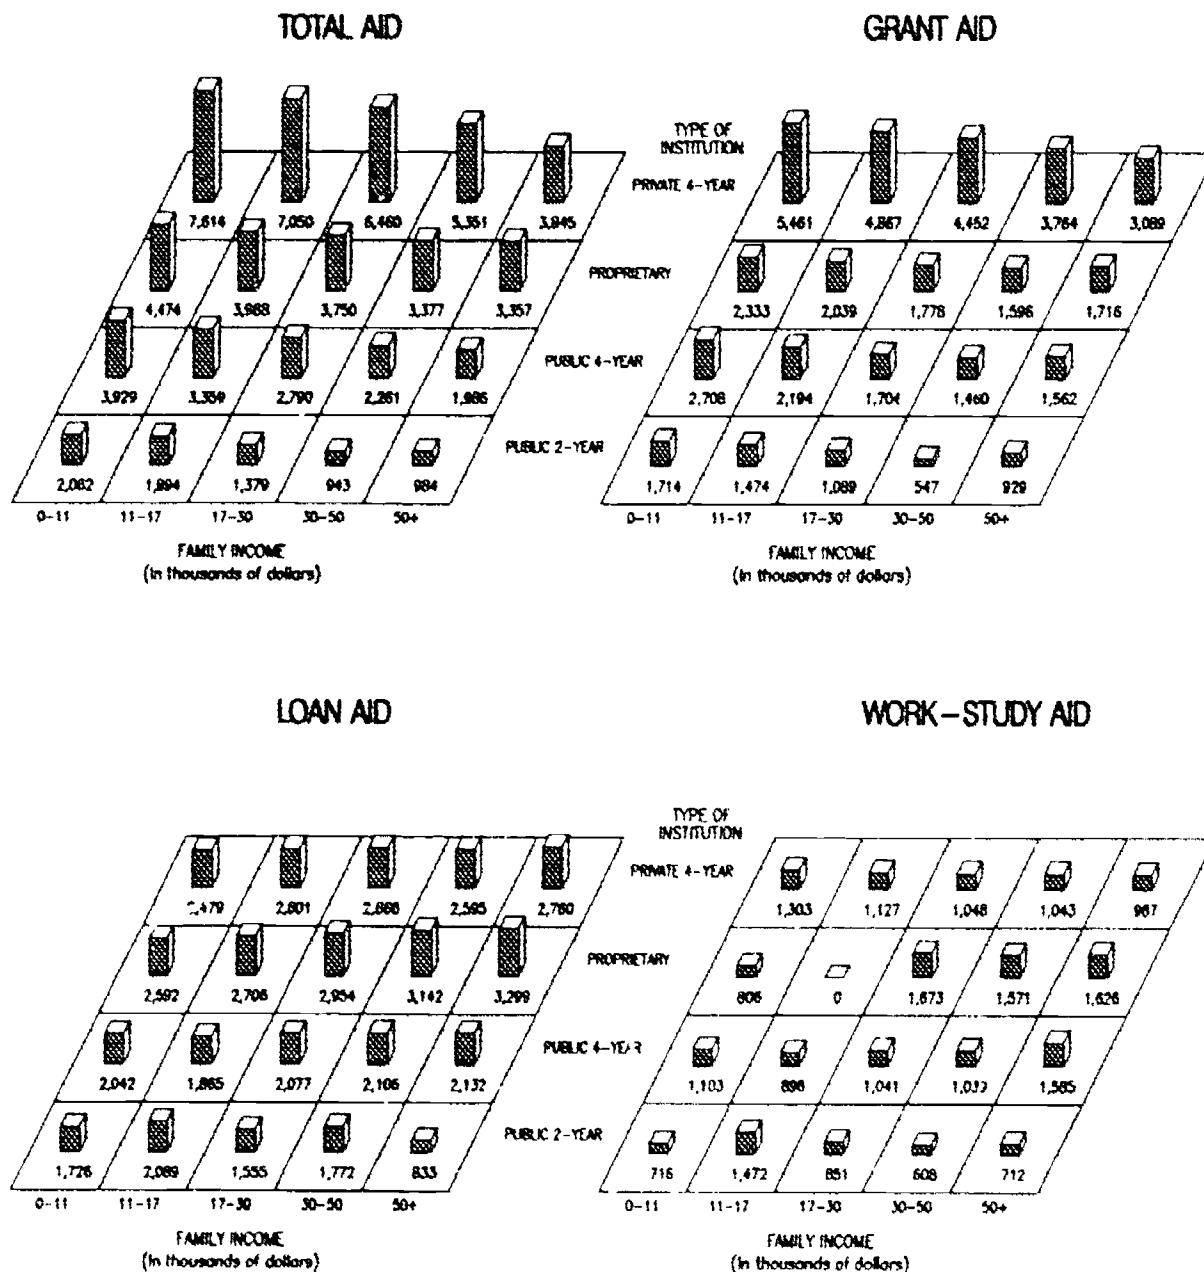 TOTAL AID
GRANT AID
TYPE OF
INSTITUTION
PRIVATE 4-YEAR
7,614 7,050 6,460 5,351 3,945
5,461 4,867 4,452 3,764 3,089
PROPRIETARY
4,474 3,988 3,750 3,377 3,357
2,333 2,039 1,778 1,596 1,716
PUBLIC 4-YEAR
3,929 3,359 2,790 2,261 1,986
2,708 2,194 1,704 1,460 1,562
PUBLIC 2-YEAR
2,082 1,994 1,379 943 984
1,714 1,474 1,089 547 929
0-11 11-17 17-30 30-50 50+
0-11 11-17 17-30 30-50 50+
FAMILY INCOME
(in thousands of dollars)
FAMILY INCOME
(in thousands of dollars)
LOAN AID
WORK-STUDY AID
TYPE OF
INSTITUTION
PRIVATE 4-YEAR
2,601 2,595 2,760
1,303 1,127 1,048 1,043 967
PROPRIETARY
2,592 2,706 2,954 3,142 3,299
806 0 1,673 1,571 1,626
PUBLIC 4-YEAR
2,042 1,865 2,077 2,106 2,132
1,103 898 1,041 1,585
PUBLIC 2-YEAR
1,726 2,089 1,555 1,772 833
716 1,472 851 608 712
0-11 11-17 17-30 30-50 50+
0-11 11-17 17-30 30-50 50+
FAMILY INCOME
(in thousands of dollars)
FAMILY INCOME
(in thousands of dollars)